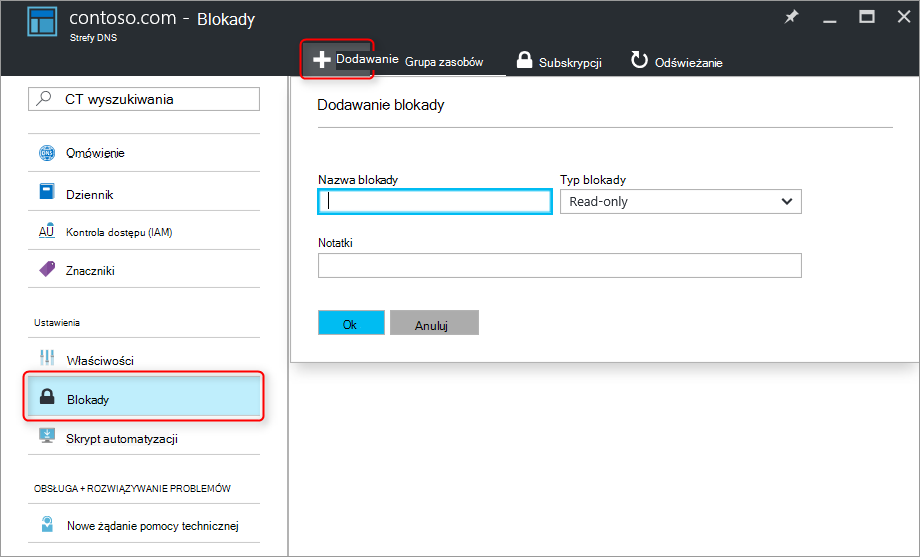 contoso.com - Blokady
Strefy DNS
Dodawanie
Grupa zasobów
Subskrypcji
Odświeżanie
CT wyszukiwania
DNS Omówienie
Dziennik
Kontrola dostępu (IAM)
Znaczniki
Ustawienia
Właściwości
Blokady
Skrypt automatyzacji
OBSŁUGA + ROZWIĄZYWANIE PROBLEMÓW
Nowe żądanie pomocy technicznej
Dodawanie blokady
Nazwa blokady
Typ blokady
Read-only
Notatki
Ok
Anuluj